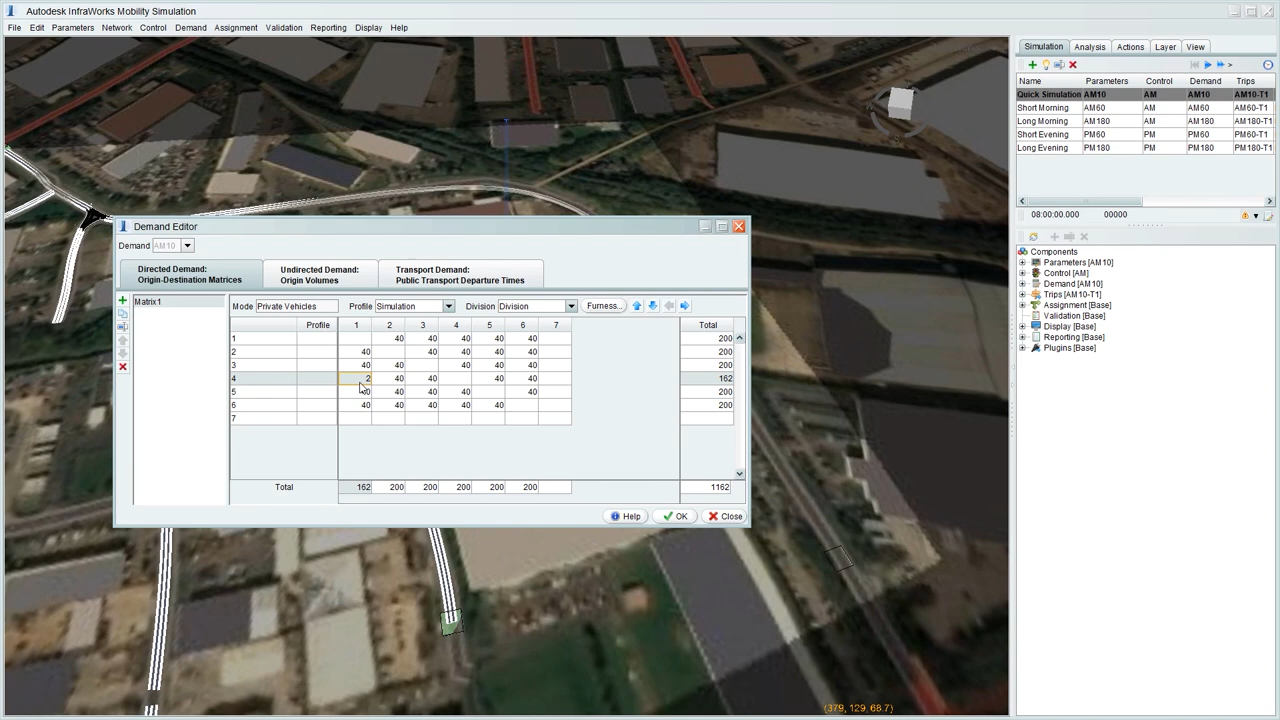 Autodesk InfraWorks Mobility Simulation
File Edit Parameters Network Control Demand Assignment Validation Reporting Display Help
Simulation Analysis Actions Layer View
Name Parameters Control Demand Trips
Quick Simulation AM10 AM AM10 AM10-T1
Short Morning AM60 AM AM60 AM60-T1
Long Morning AM180 AM AM180 AM180-T1
Short Evening PM60 PM PM60 PM60-T1
Long Evening PM180 PM PM180 PM180-T1
08:00:00.000 00000
Components
Parameters [AM10]
Control [AM]
Demand [AM10]
Trips [AM10-T1]
Assignment [Base]
Validation [Base]
Display [Base]
Reporting [Base]
Plugins [Base]
Demand Editor
Demand AM10
Directed Demand:
Origin-Destination Matrices
Undirected Demand:
Origin Volumes
Transport Demand:
Public Transport Departure Times
Matrix1
Mode Private Vehicles Profile Simulation Division Division Furness...
Profile 1 2 3 4 5 6 7 Total
1 40 40 40 40 40 200
2 40 40 40 40 40 200
3 40 40 40 40 40 200
4 2 40 40 40 40 162
5 40 40 40 40 200
6 40 40 40 40 40 200
7
Total 162 200 200 200 200 200 1162
Help OK Close
(379, 129, 68.7)